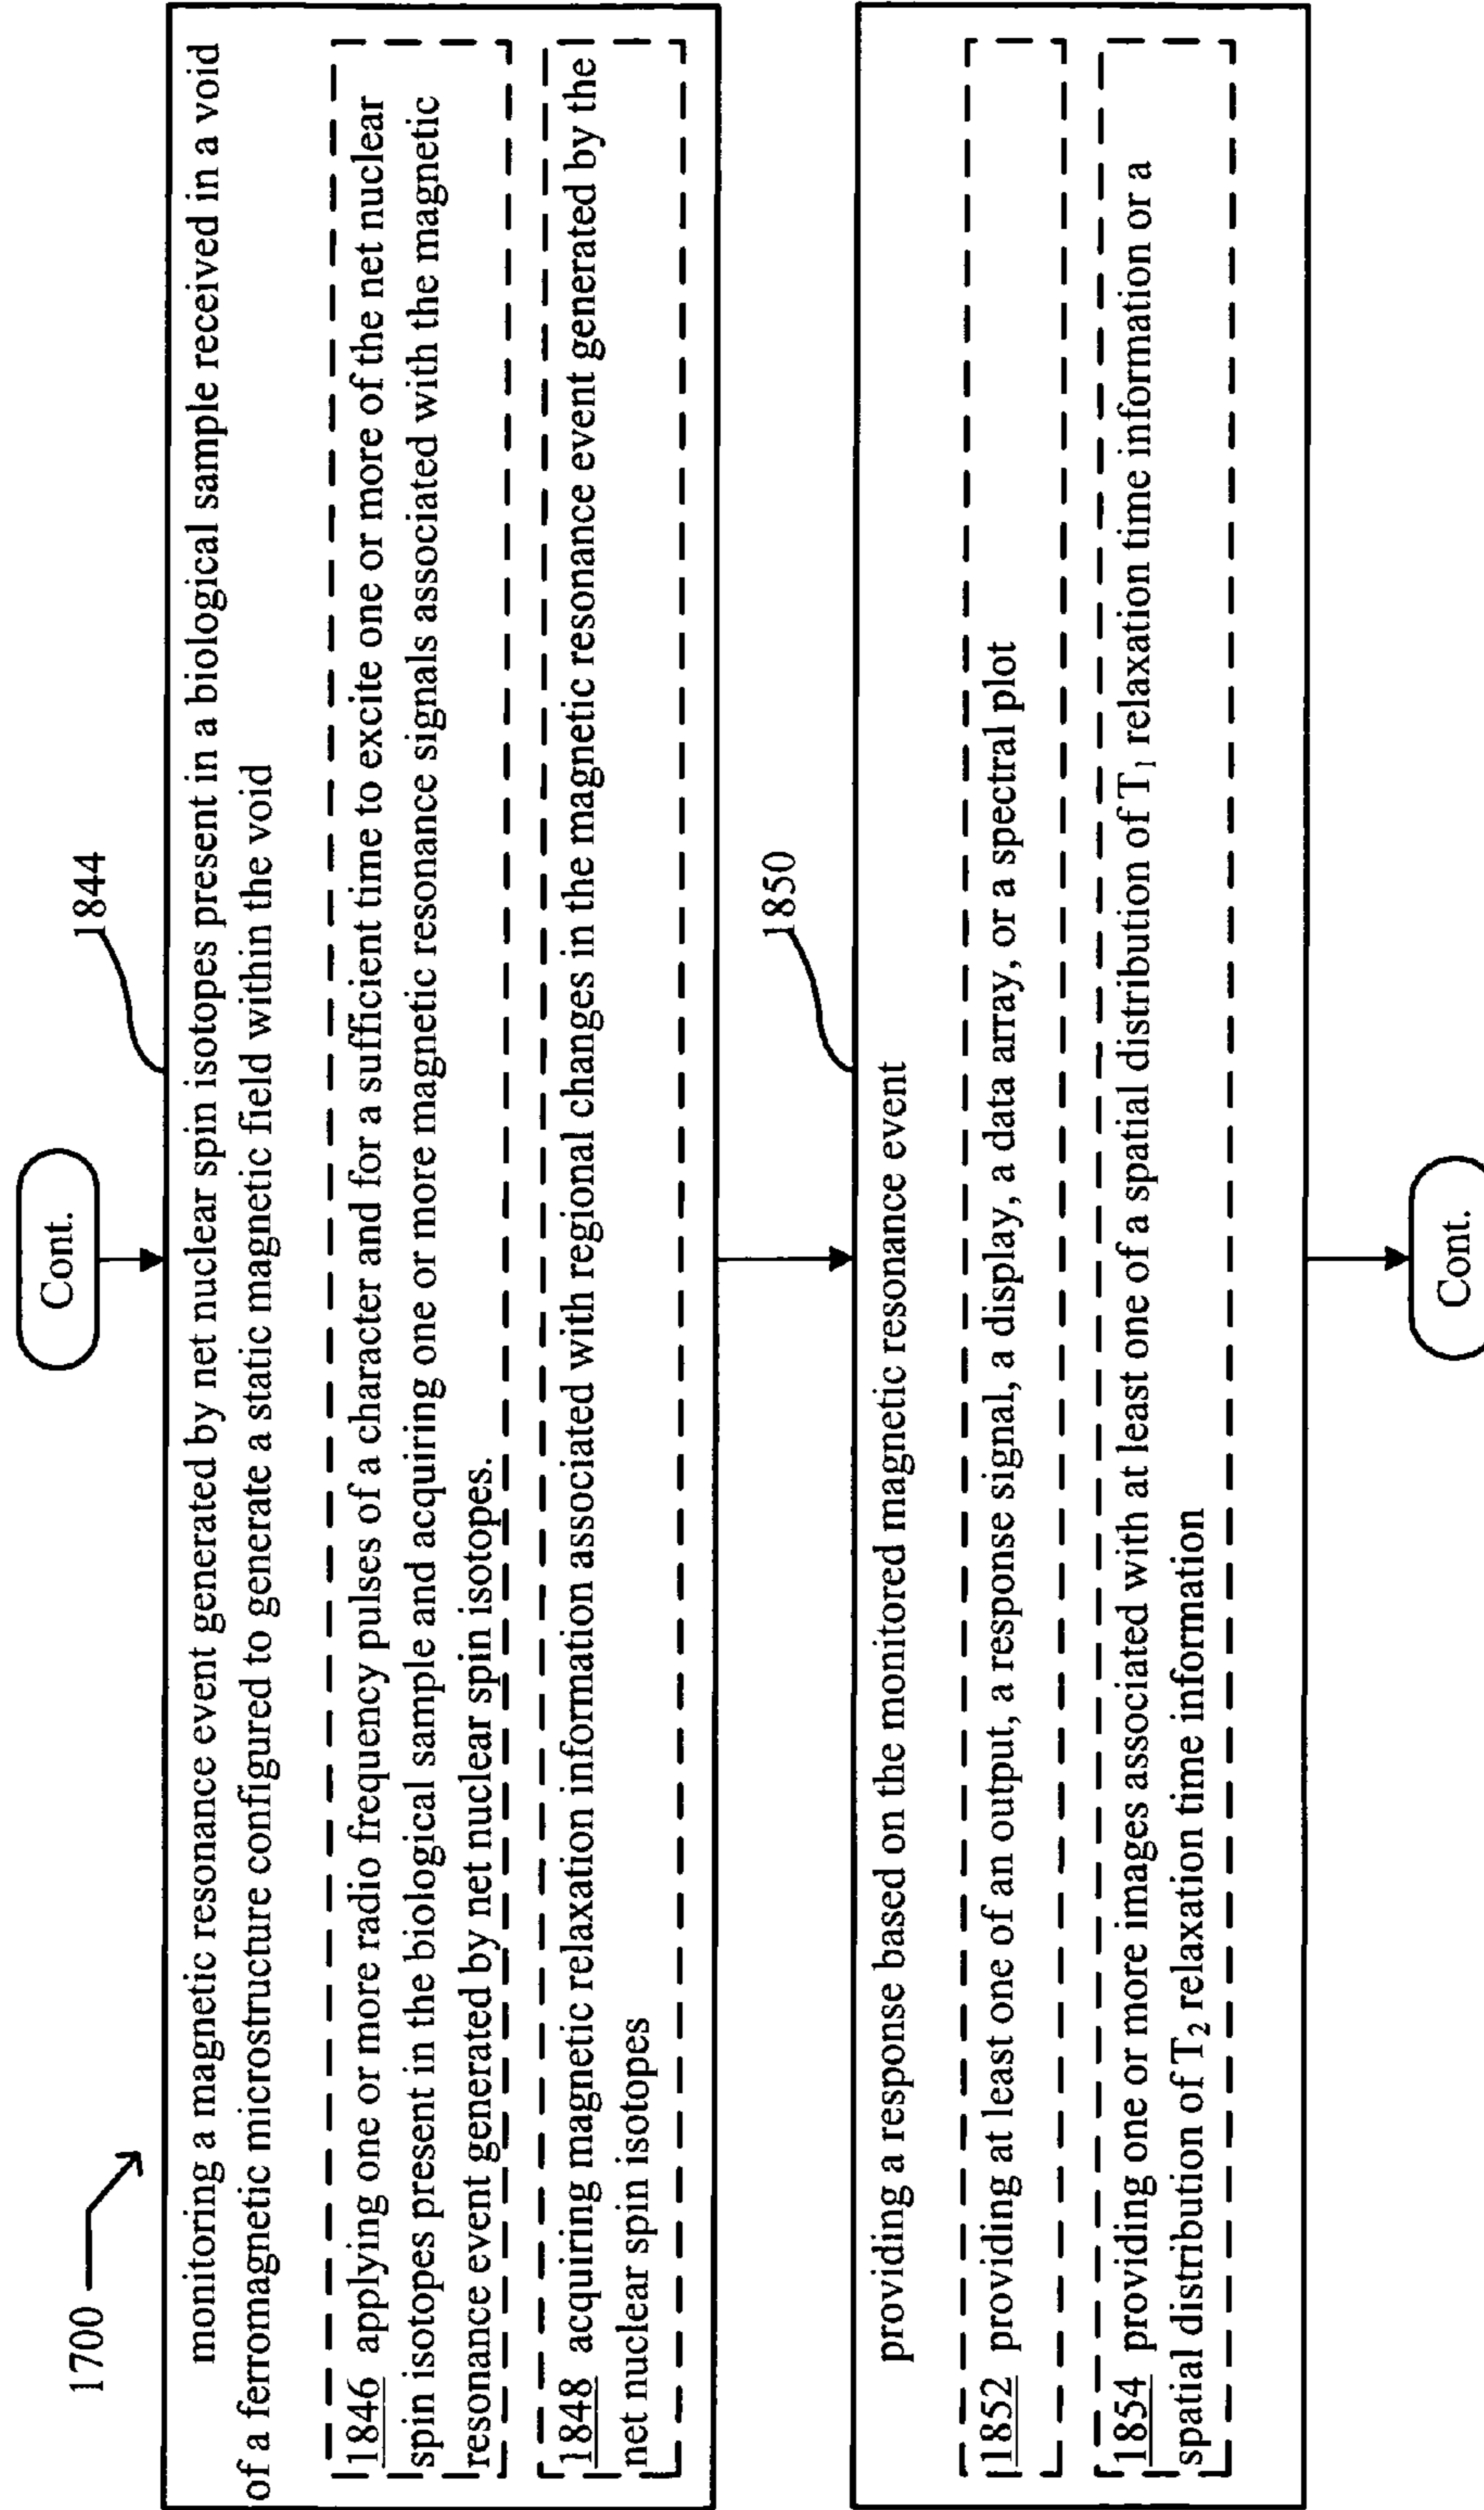 1700
Cont.
1844
monitoring a magnetic resonance event generated by net nuclear spin isotopes present in a biological sample received in a void
of a ferromagnetic microstructure configured to generate a static magnetic field within the void
1846 applying one or more radio frequency pulses of a character and for a sufficient time to excite one or more of the net nuclear
spin isotopes present in the biological sample and acquiring one or more magnetic resonance signals associated with the magnetic
resonance event generated by net nuclear spin isotopes.
1848 acquiring magnetic relaxation information associated with regional changes in the magnetic resonance event generated by the
net nuclear spin isotopes
1850
providing a response based on the monitored magnetic resonance event
1852 providing at least one of an output, a response signal, a display, a data array, or a spectral plot
1854 providing one or more images associated with at least one of a spatial distribution of T₁ relaxation time information or a
spatial distribution of T₂ relaxation time information
Cont.